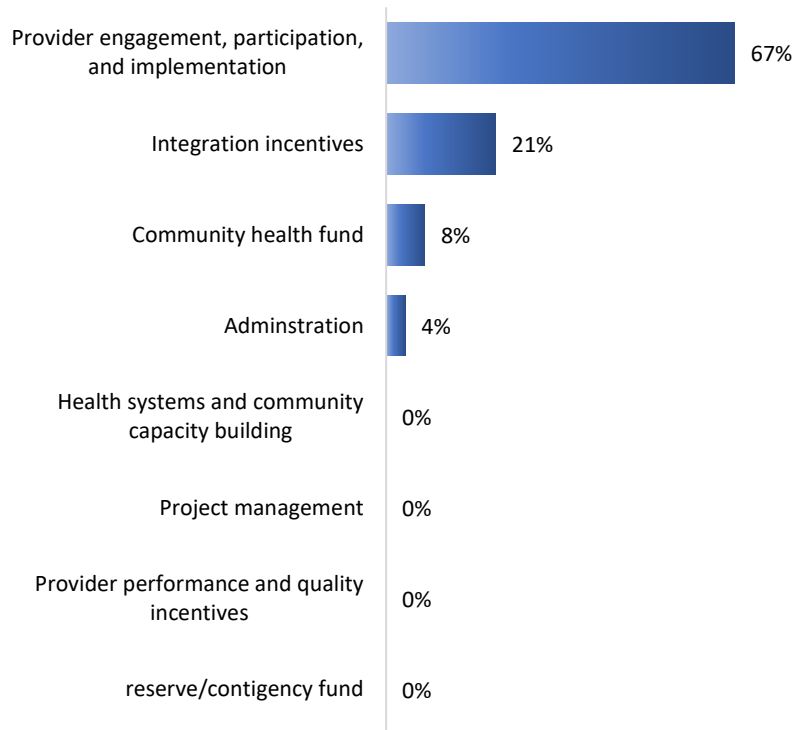 Provider engagement, participation,
and implementation
67%
Integration incentives
21%
Community health fund
8%
Adminstration
4%
Health systems and community
capacity building
0%
Project management
0%
Provider performance and quality
incentives
0%
reserve/contigency fund
0%